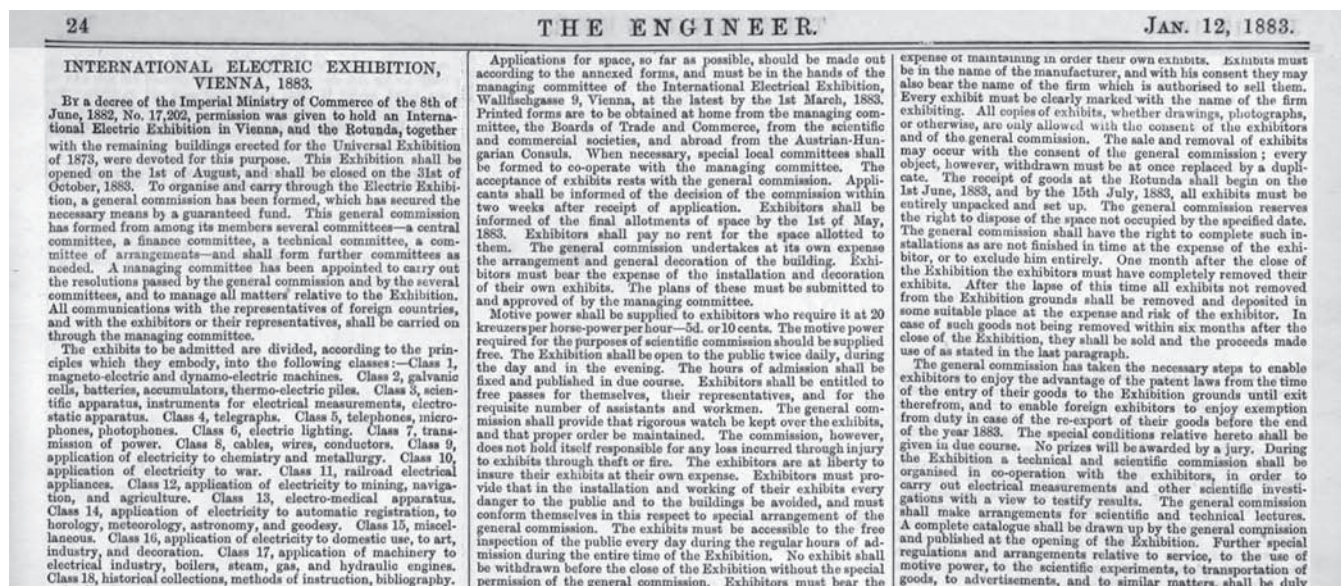 24
THE ENGINEER.
JAN. 12, 1883.
INTERNATIONAL ELECTRIC EXHIBITION,
VIENNA, 1883.
BY a decree of the Imperial Ministry of Commerce of the 8th of
June, 1882, No. 17,202, permission was given to hold an Interna-
tional Electric Exhibition in Vienna, and the Rotunda, together
with the remaining buildings erected for the Universal Exhibition
of 1873, were devoted for this purpose. This Exhibition shall be
opened on the 1st of August, and shall be closed on the 31st of
October, 1883. To organise and carry through the Electric Exhibi-
tion, a general commission has been formed, which has secured the
necessary means by a guaranteed fund. This general commission
has formed from among its members several committees—a central
committee, a finance committee, a technical committee, a com-
mittee of arrangements—and shall form further committees as
needed. A managing committee has been appointed to carry out
the resolutions passed by the general commission and by the several
committees, and to manage all matters relative to the Exhibition.
All communications with the representatives of foreign countries,
and with the exhibitors or their representatives, shall be carried on
through the managing committee.
The exhibits to be admitted are divided, according to the prin-
ciples which they embody, into the following classes:—Class 1,
magneto-electric and dynamo-electric machines. Class 2, galvanic
cells, batteries, accumulators, thermo-electric piles. Class 3, scien-
tific apparatus, instruments for electrical measurements, electro-
static apparatus. Class 4, telegraphs. Class 5, telephones, micro-
phones, photophones. Class 6, electric lighting. Class 7, trans-
mission of power. Class 8, cables, wires, conductors. Class 9,
application of electricity to chemistry and metallurgy. Class 10,
application of electricity to war. Class 11, railroad electrical
appliances. Class 12, application of electricity to mining, naviga-
tion, and agriculture. Class 13, electro-medical apparatus.
Class 14, application of electricity to automatic registration, to
horology, meteorology, astronomy, and geodesy. Class 15, miscel-
laneous. Class 16, application of electricity to domestic use, to art,
industry, and decoration. Class 17, application of machinery to
electrical industry, boilers, steam, gas, and hydraulic engines.
Class 18, historical collections, methods of instruction, bibliography.
Applications for space, so far as possible, should be made out
according to the annexed forms, and must be in the hands of the
managing committee of the International Electrical Exhibition,
Wallfischgasse 9, Vienna, at the latest by the 1st March, 1883.
Printed forms are to be obtained at home from the managing com-
mittee, the Boards of Trade and Commerce, from the scientific
and commercial societies, and abroad from the Austrian-Hun-
garian Consuls. When necessary, special local committees shall
be formed to co-operate with the managing committee. The
acceptance of exhibits rests with the general commission. Appli-
cants shall be informed of the decision of the commission within
two weeks after receipt of application. Exhibitors shall be
informed of the final allotments of space by the 1st of May,
1883. Exhibitors shall pay no rent for the space allotted to
them. The general commission undertakes at its own expense
the arrangement and general decoration of the building. Exhi-
bitors must bear the expense of the installation and decoration
of their own exhibits. The plans of these must be submitted to
and approved of by the managing committee.
Motive power shall be supplied to exhibitors who require it at 20
kreuzers per horse-power per hour—5d. or 10 cents. The motive power
required for the purposes of scientific commission should be supplied
free. The Exhibition shall be open to the public twice daily, during
the day and in the evening. The hours of admission shall be
fixed and published in due course. Exhibitors shall be entitled to
free passes for themselves, their representatives, and for the
requisite number of assistants and workmen. The general com-
mission shall provide that rigorous watch be kept over the exhibits,
and that proper order be maintained. The commission, however,
does not hold itself responsible for any loss incurred through injury
to exhibits through theft or fire. The exhibitors are at liberty to
insure their exhibits at their own expense. Exhibitors must pro-
vide that in the installation and working of their exhibits every
danger to the public and to the buildings be avoided, and must
conform themselves in this respect to special arrangement of the
general commission. The exhibits must be accessible to the free
inspection of the public every day during the regular hours of ad-
mission during the entire time of the Exhibition. No exhibit shall
be withdrawn before the close of the Exhibition without the special
permission of the general commission. Exhibitors must bear the
expense of maintaining in order their own exhibits. Exhibits must
be in the name of the manufacturer, and with his consent they may
also bear the name of the firm which is authorised to sell them.
Every exhibit must be clearly marked with the name of the firm
exhibiting. All copies of exhibits, whether drawings, photographs,
or otherwise, are only allowed with the consent of the exhibitors
and of the general commission. The sale and removal of exhibits
may occur with the consent of the general commission; every
object, however, withdrawn must be at once replaced by a dupli-
cate. The receipt of goods at the Rotunda shall begin on the
1st June, 1883, and by the 15th July, 1883, all exhibits must be
entirely unpacked and set up. The general commission reserves
the right to dispose of the space not occupied by the specified date.
The general commission shall have the right to complete such in-
stallations as are not finished in time at the expense of the exhi-
bitor, or to exclude him entirely. One month after the close of
the Exhibition the exhibitors must have completely removed their
exhibits. After the lapse of this time all exhibits not removed
from the Exhibition grounds shall be removed and deposited in
some suitable place at the expense and risk of the exhibitor. In
case of such goods not being removed within six months after the
close of the Exhibition, they shall be sold and the proceeds made
use of as stated in the last paragraph.
The general commission has taken the necessary steps to enable
exhibitors to enjoy the advantage of the patent laws from the time
of the entry of their goods to the Exhibition grounds until exit
therefrom, and to enable foreign exhibitors to enjoy exemption
from duty in case of the re-export of their goods before the end
of the year 1883. The special conditions relative hereto shall be
given in due course. No prizes will be awarded by a jury. During
the Exhibition a technical and scientific commission shall be
organised in co-operation with the exhibitors, in order to
carry out electrical measurements and other scientific investi-
gations with a view to testify results. The general commission
shall make arrangements for scientific and technical lectures.
A complete catalogue shall be drawn up by the general commission
and published at the opening of the Exhibition. Further special
regulations and arrangements relative to service, to the use of
motive power, to the scientific experiments, to transportation of
goods, to advertisements, and to similar matters shall be duly